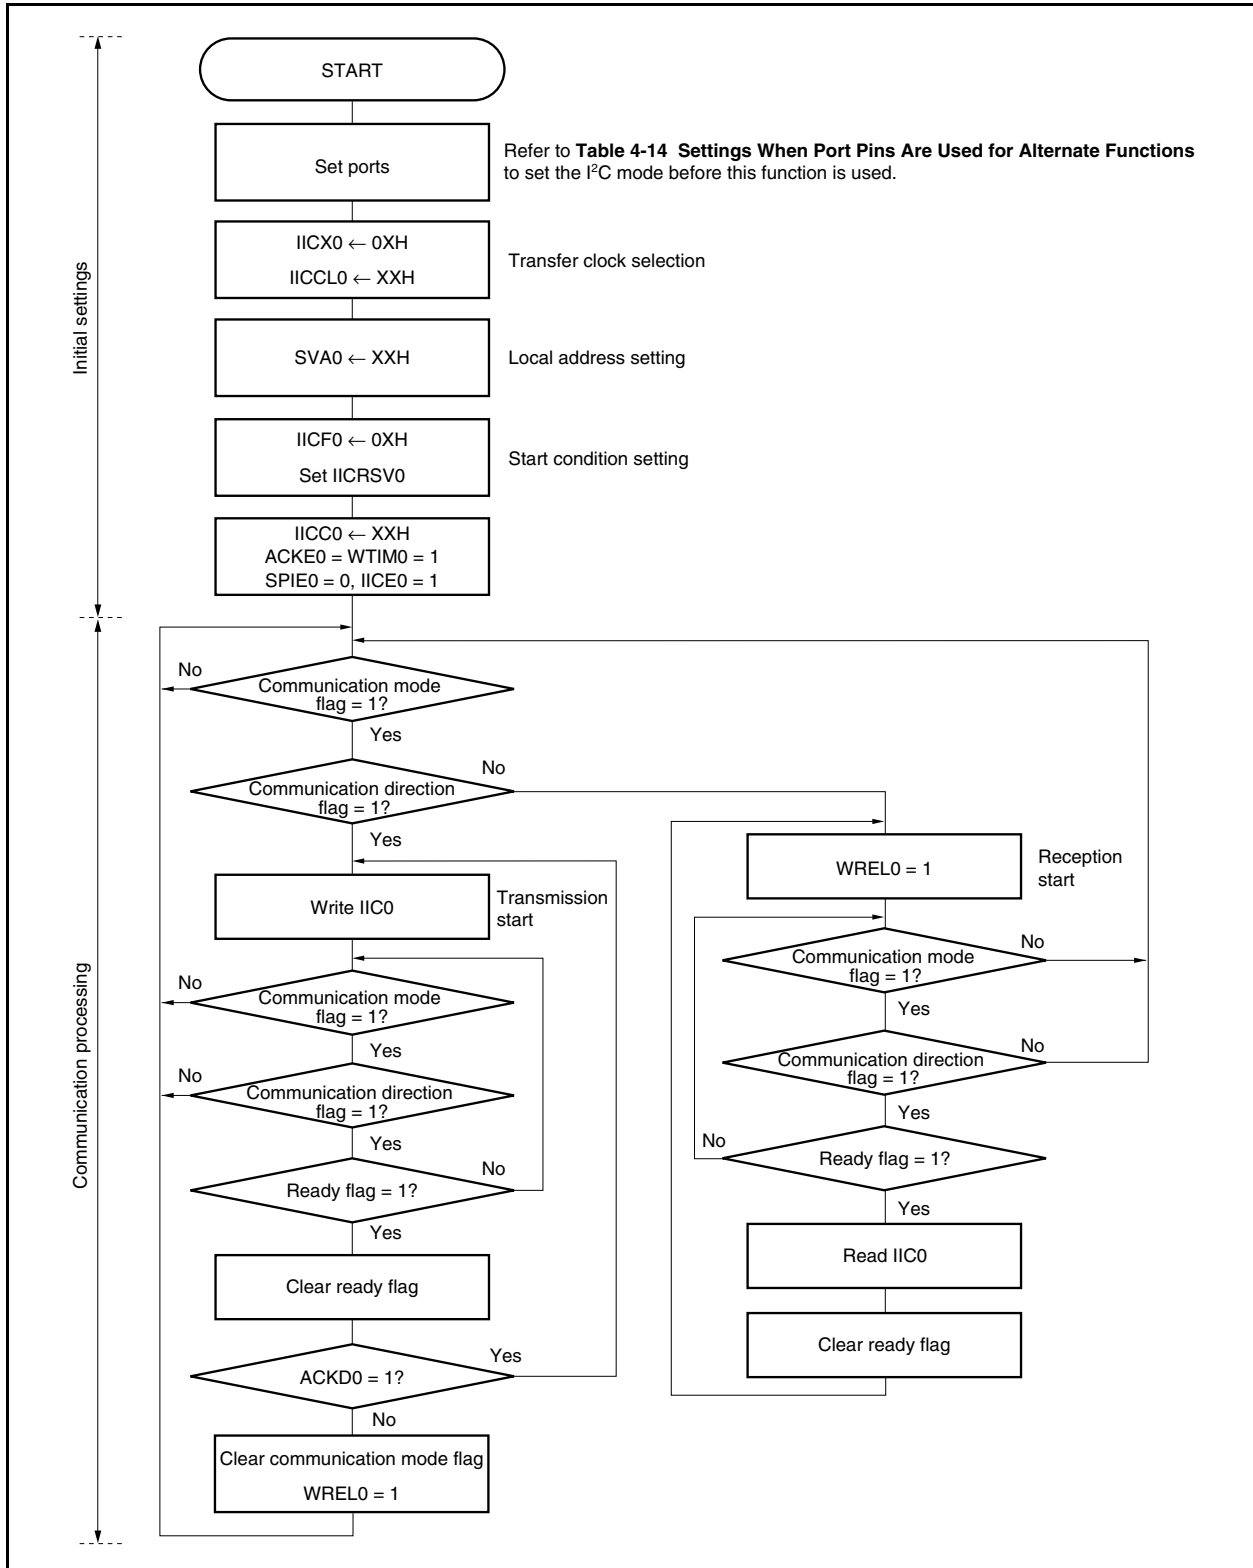 START
Set ports
Refer to Table 4-14 Settings When Port Pins Are Used for Alternate Functions
to set the I²C mode before this function is used.
IICX0 ← 0XH
IICCL0 ← XXH
Transfer clock selection
Initial settings
SVA0 ← XXH
Local address setting
IICF0 ← 0XH
Set IICRSV0
Start condition setting
IICC0 ← XXH
ACKE0 = WTIM0 = 1
SPIE0 = 0, IICE0 = 1
Communication processing
No
Communication mode
flag = 1?
Yes
No
Communication direction
flag = 1?
Yes
Write IIC0
Transmission
start
No
Communication mode
flag = 1?
Yes
No
Communication direction
flag = 1?
Yes
No
Ready flag = 1?
Yes
Clear ready flag
Yes
ACKD0 = 1?
No
Clear communication mode flag
WREL0 = 1
WREL0 = 1
Reception
start
No
Communication mode
flag = 1?
Yes
No
Communication direction
flag = 1?
Yes
No
Ready flag = 1?
Yes
Read IIC0
Clear ready flag